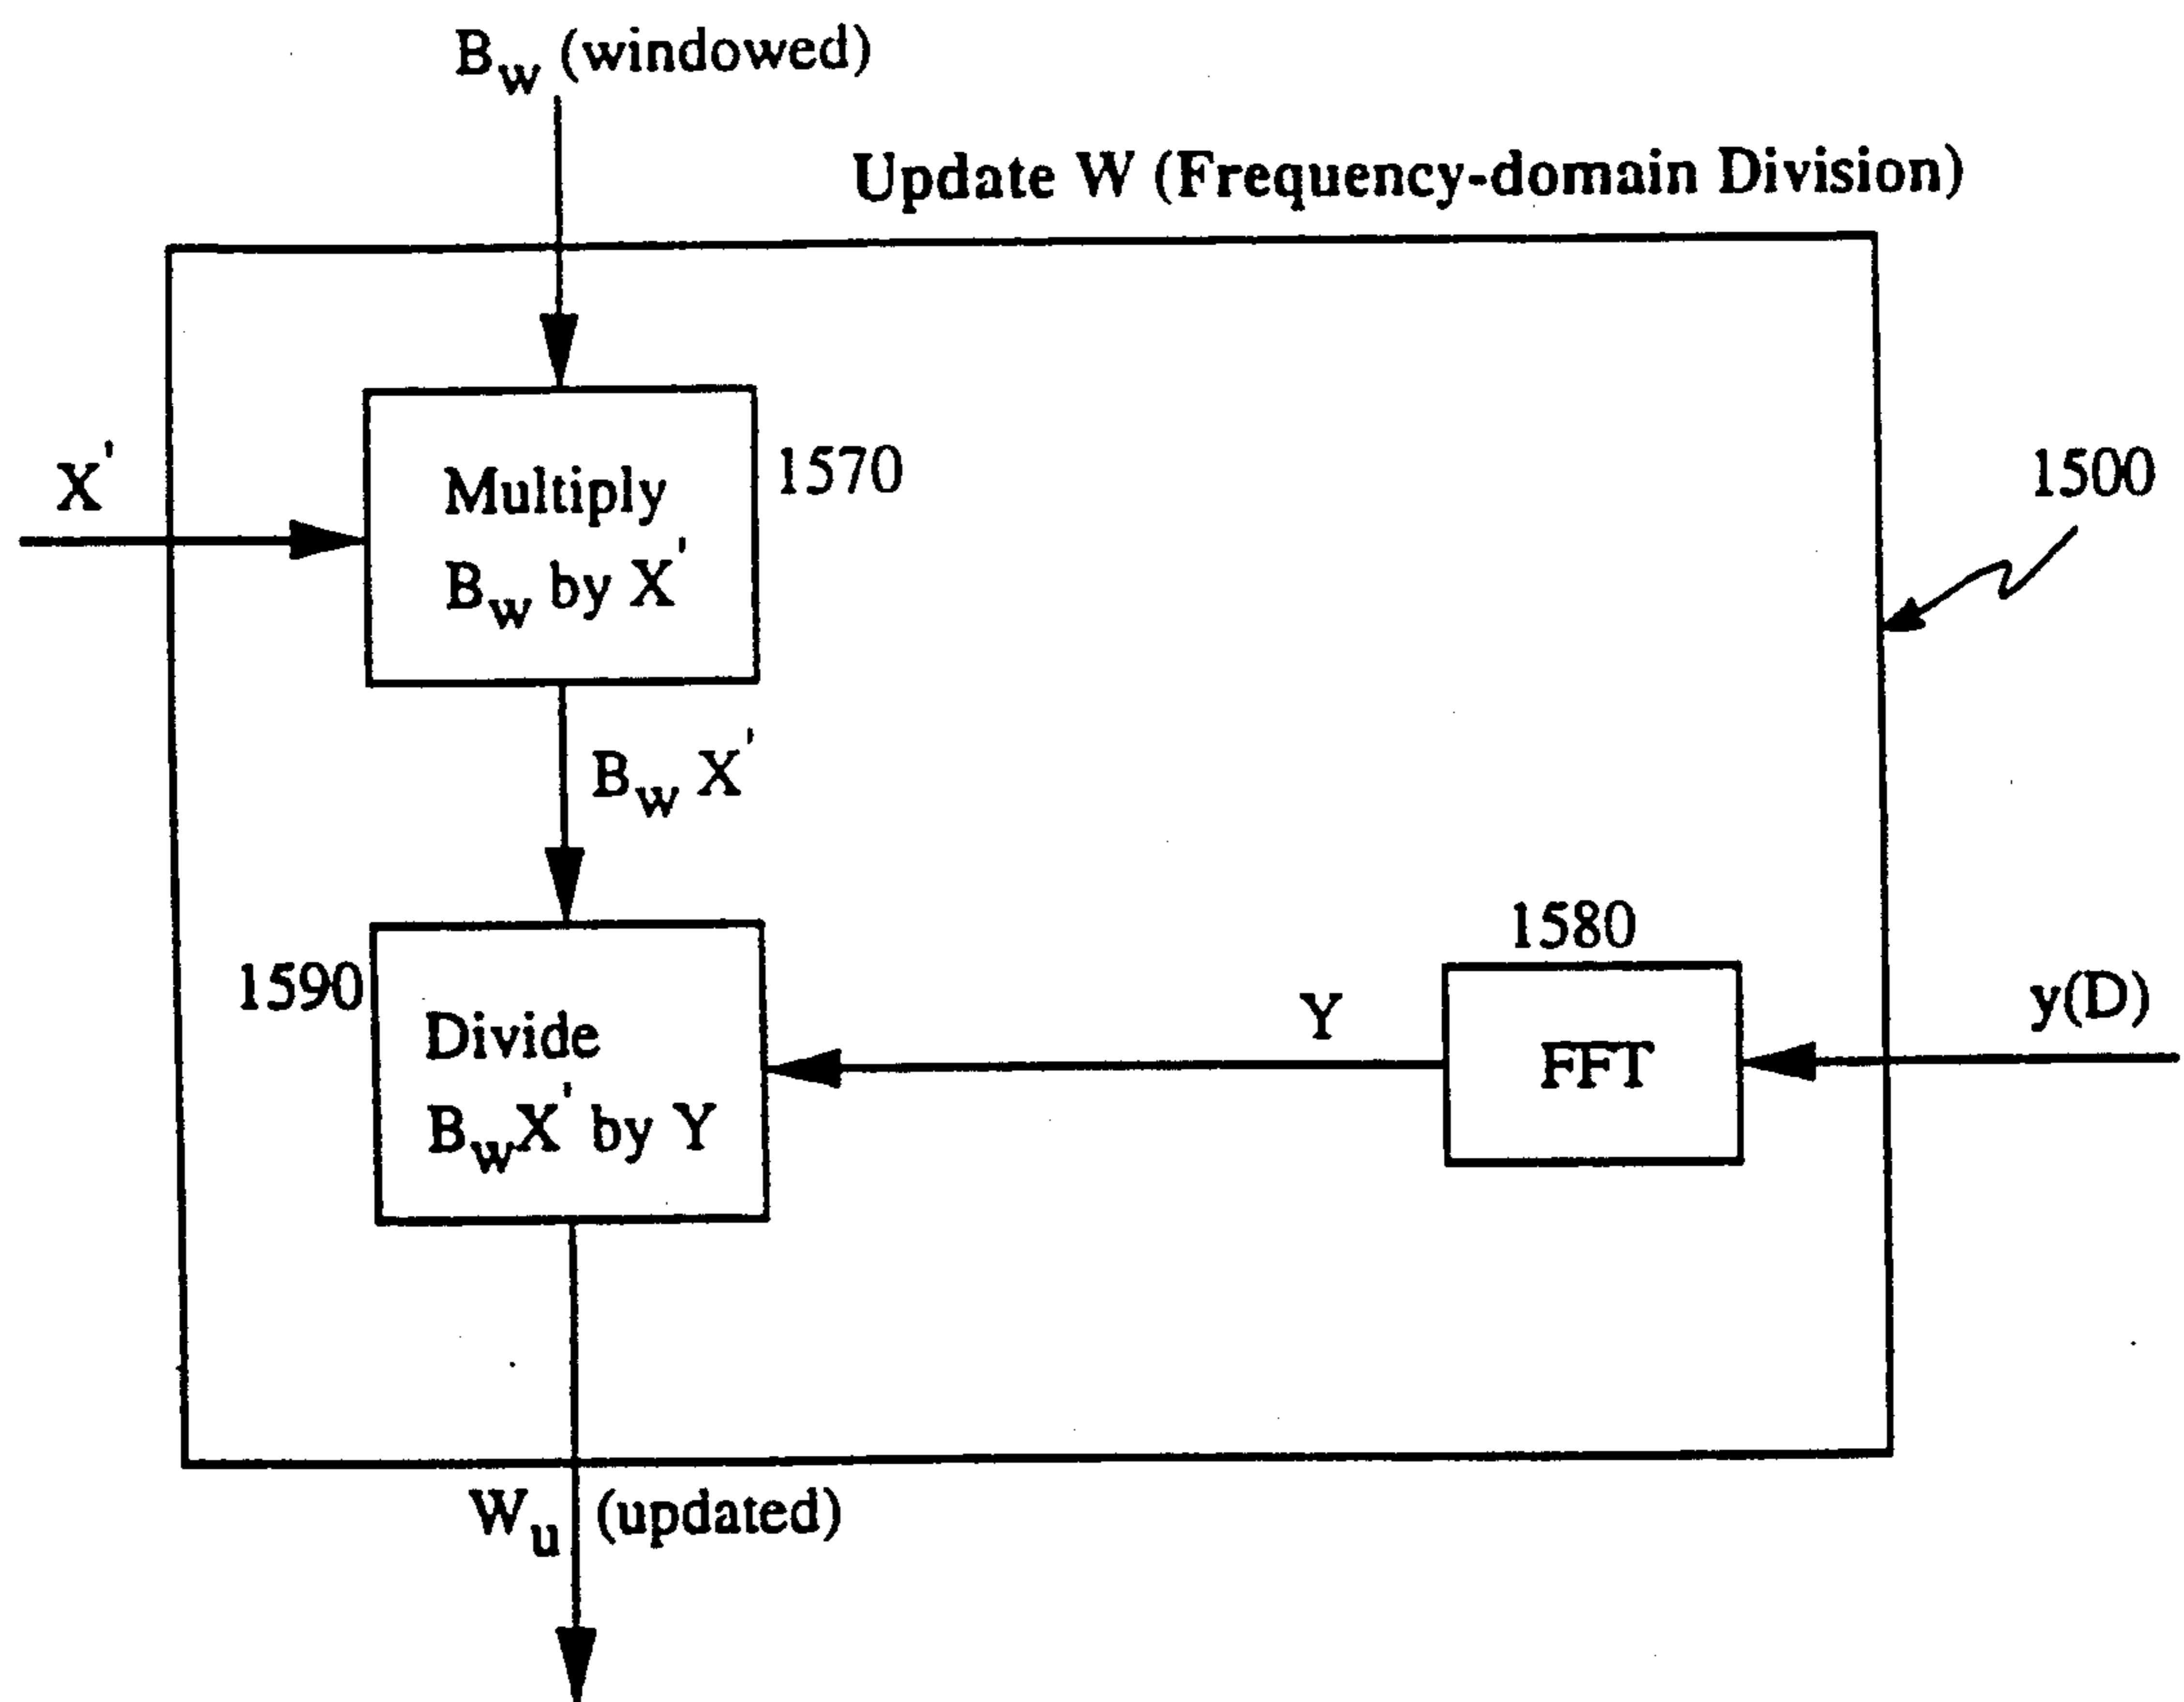 B_w (windowed)
Update W (Frequency-domain Division)
X'
Multiply
B_w by X'
1570
1500
B_w X'
1590
Divide
B_wX' by Y
Y
1580
FFT
y(D)
W_u (updated)